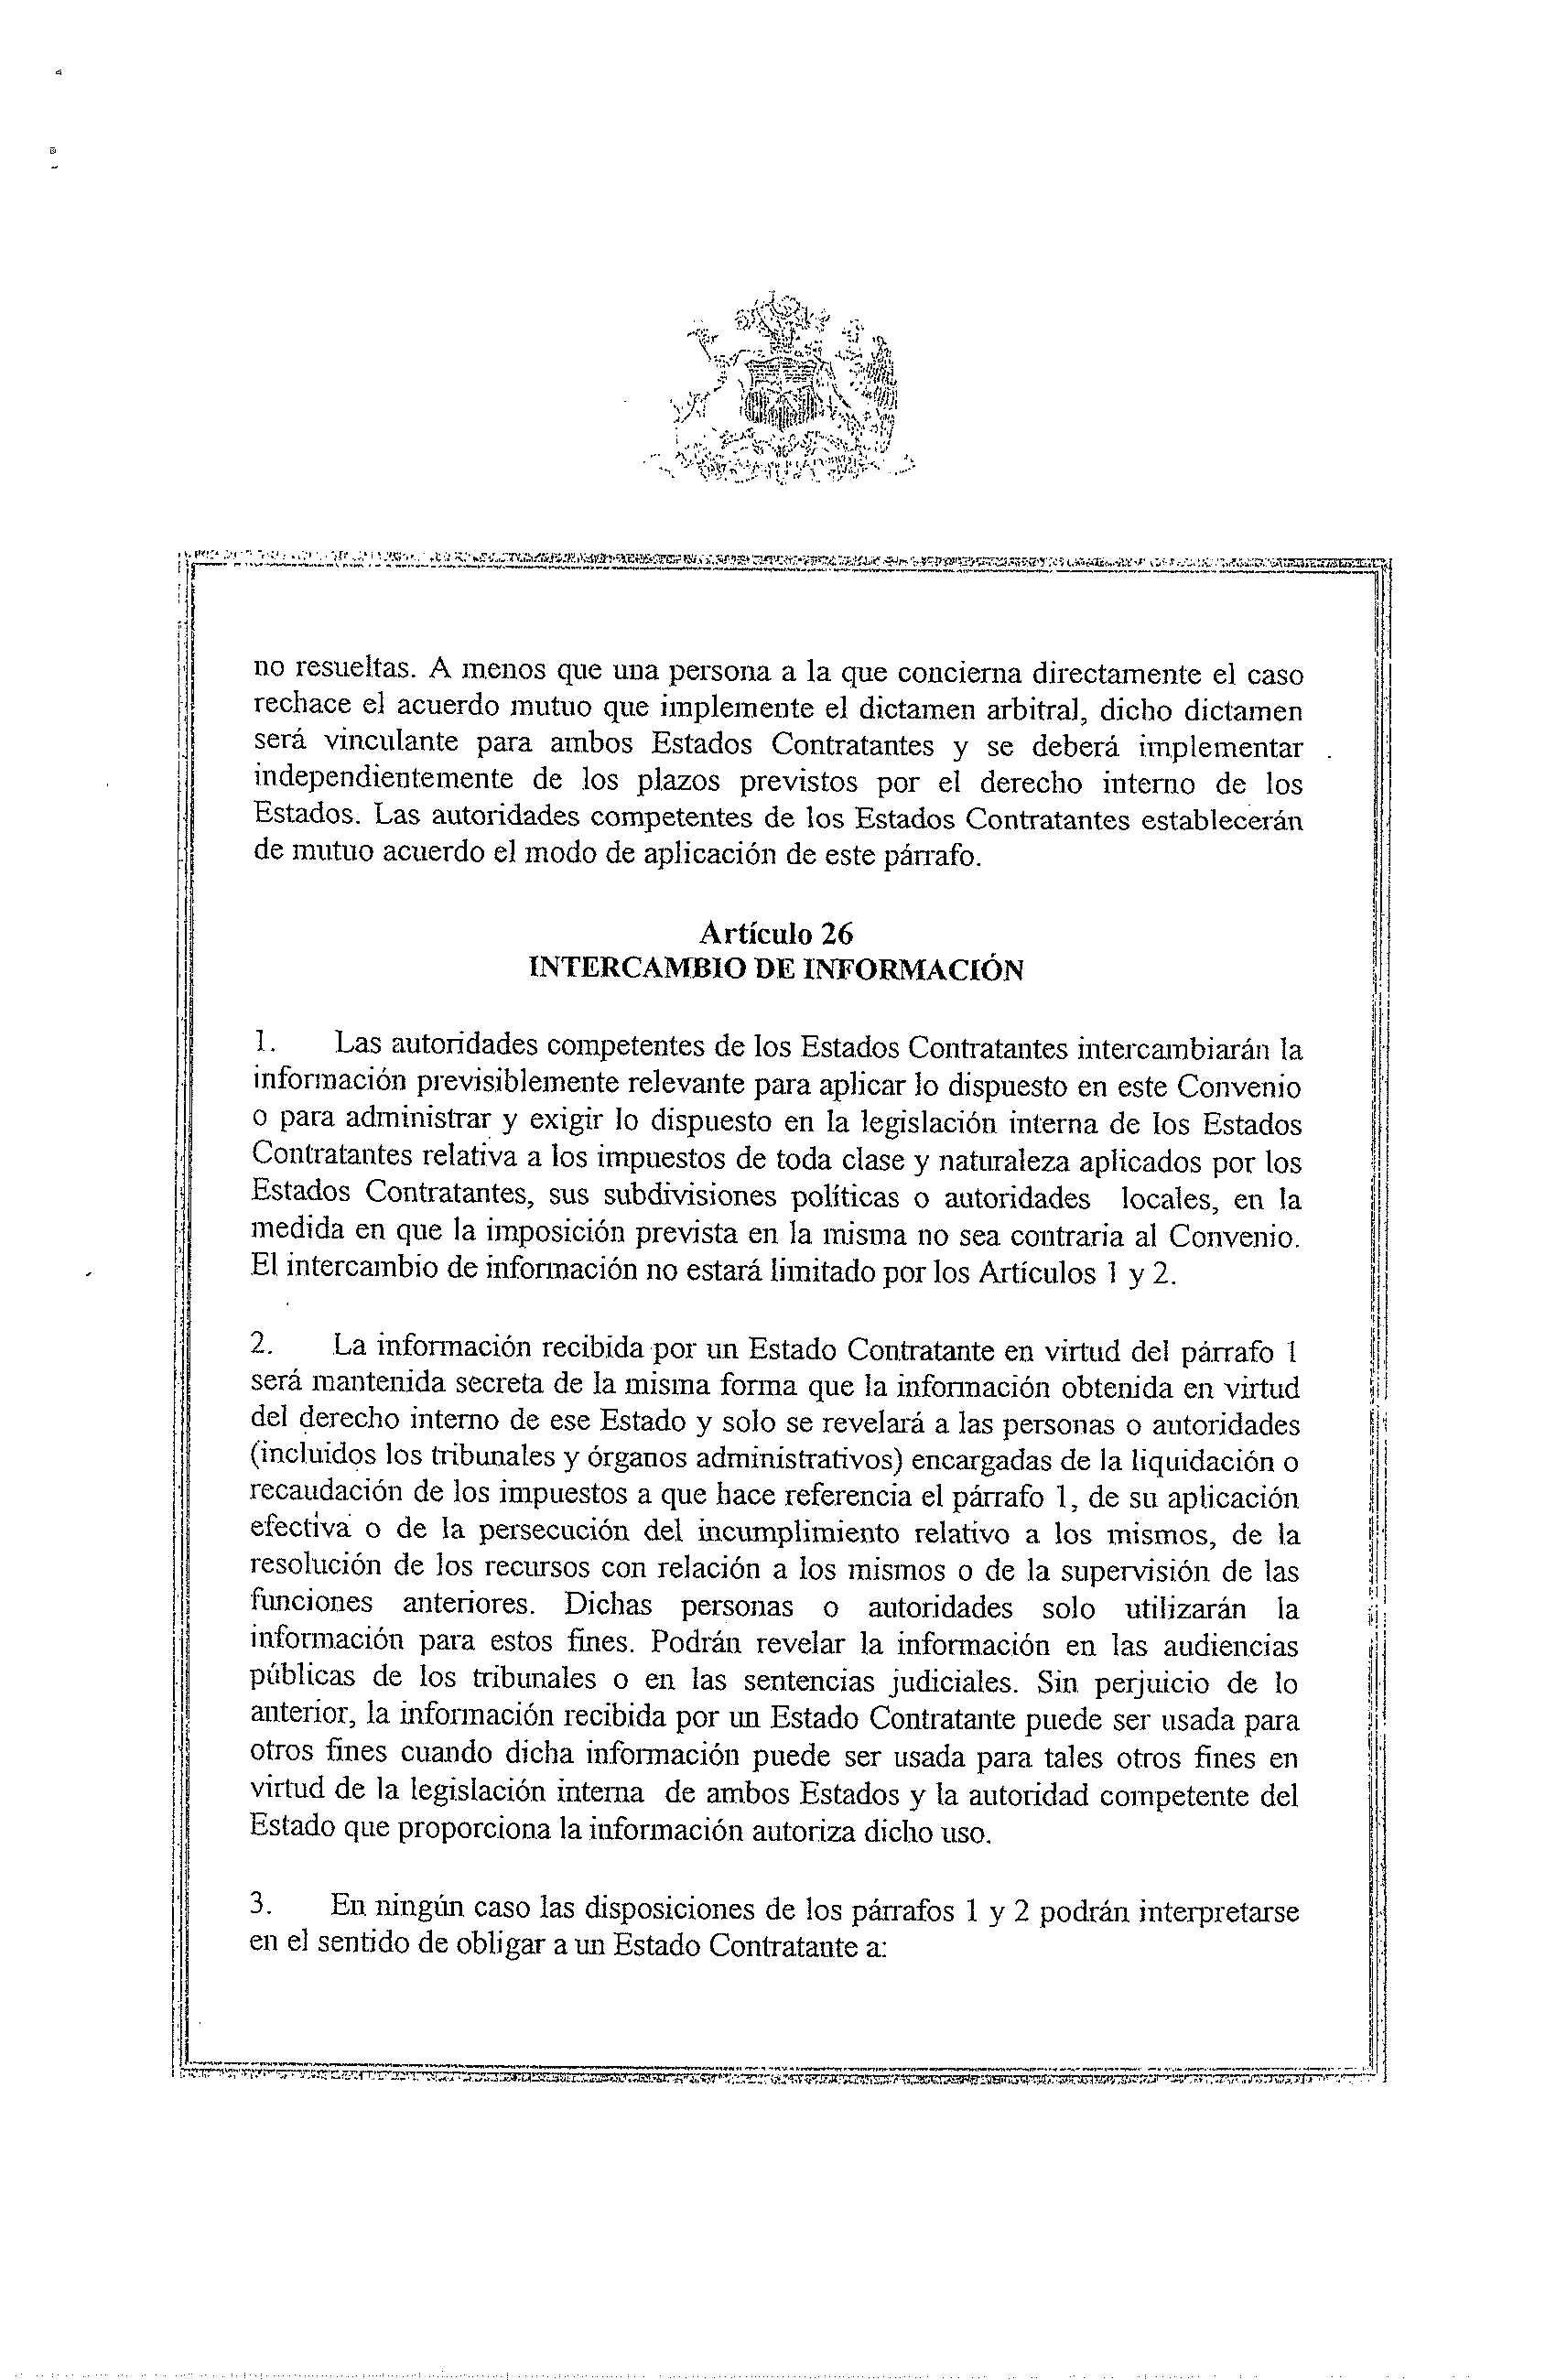 no resueltas. A menos que una persona a la que concierna directamente el caso
rechace el acuerdo mutuo que implemente el dictamen arbitral, dicho dictamen
será vinculante para ambos Estados Contratantes y se deberá implementar
independientemente de los plazos previstos por el derecho interno de los
Estados. Las autoridades competentes de los Estados Contratantes establecerán
de mutuo acuerdo el modo de aplicación de este párrafo.
Artículo 26
INTERCAMBIO DE INFORMACIÓN
1. Las autoridades competentes de los Estados Contratantes intercambiarán la
información previsiblemente relevante para aplicar lo dispuesto en este Convenio
o para administrar y exigir lo dispuesto en la legislación interna de los Estados
Contratantes relativa a los impuestos de toda clase y naturaleza aplicados por los
Estados Contratantes, sus subdivisiones políticas o autoridades locales, en la
medida en que la imposición prevista en la misma no sea contraria al Convenio.
El intercambio de información no estará limitado por los Artículos 1 y 2.
2. La información recibida por un Estado Contratante en virtud del párrafo 1
será mantenida secreta de la misma forma que la información obtenida en virtud
del derecho interno de ese Estado y solo se revelará a las personas o autoridades
(incluidos los tribunales y órganos administrativos) encargadas de la liquidación o
recaudación de los impuestos a que hace referencia el párrafo 1, de su aplicación
efectiva o de la persecución del incumplimiento relativo a los mismos, de la
resolución de los recursos con relación a los mismos o de la supervisión de las
funciones anteriores. Dichas personas o autoridades solo utilizarán la
información para estos fines. Podrán revelar la información en las audiencias
públicas de los tribunales o en las sentencias judiciales. Sin perjuicio de lo
anterior, la información recibida por un Estado Contratante puede ser usada para
otros fines cuando dicha información puede ser usada para tales otros fines en
virtud de la legislación interna de ambos Estados y la autoridad competente del
Estado que proporciona la información autoriza dicho uso.
3. En ningún caso las disposiciones de los párrafos 1 y 2 podrán interpretarse
en el sentido de obligar a un Estado Contratante a: